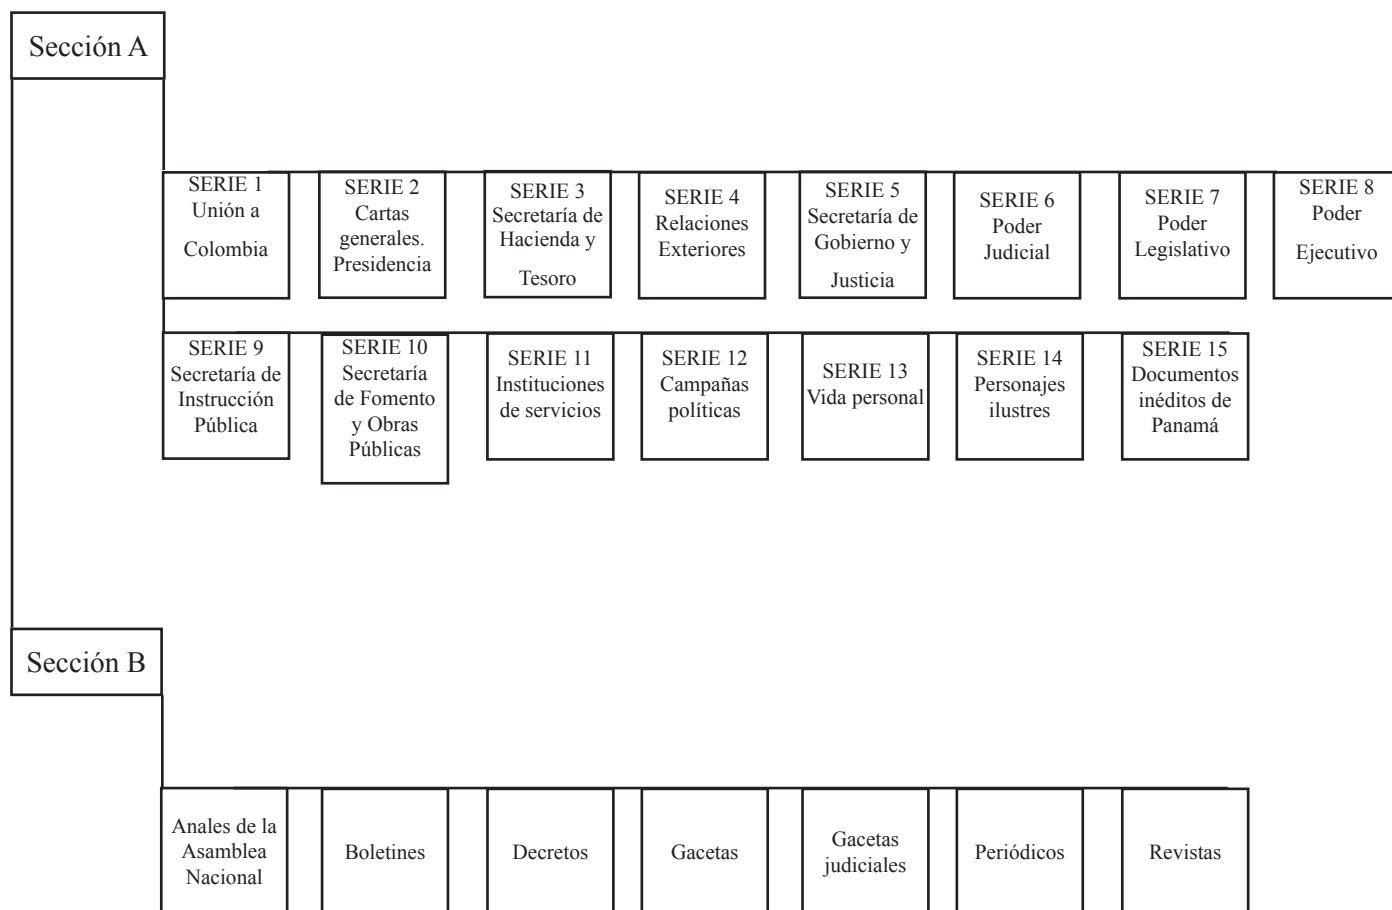 Sección A
SERIE 1
Unión a
Colombia
SERIE 2
Cartas
generales.
Presidencia
SERIE 3
Secretaría de
Hacienda y
Tesoro
SERIE 4
Relaciones
Exteriores
SERIE 5
Secretaría de
Gobierno y
Justicia
SERIE 6
Poder
Judicial
SERIE 7
Poder
Legislativo
SERIE 8
Poder
Ejecutivo
SERIE 9
Secretaría de
Instrucción
Pública
SERIE 10
Secretaría
de Fomento
y Obras
Públicas
SERIE 11
Instituciones
de servicios
SERIE 12
Campañas
políticas
SERIE 13
Vida personal
SERIE 14
Personajes
ilustres
SERIE 15
Documentos
inéditos de
Panamá
Sección B
Anales de la
Asamblea
Nacional
Boletines
Decretos
Gacetas
Gacetas
judiciales
Periódicos
Revistas